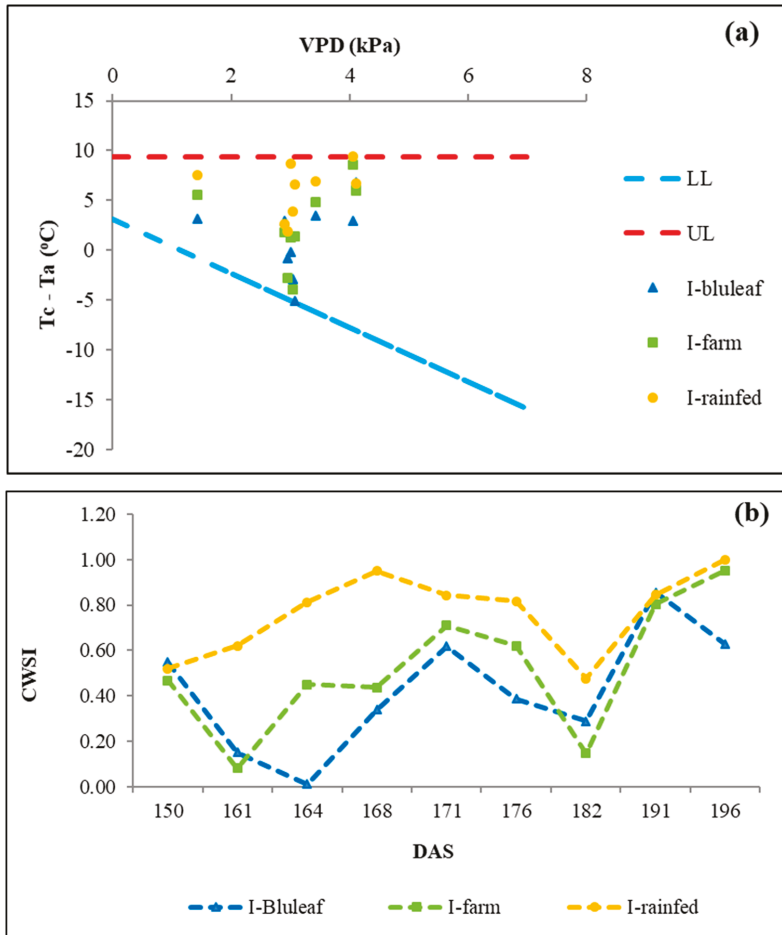 (a)
VPD (kPa)
0 2 4 6 8
15
10
5
0
-5
-10
-15
-20
Tc - Ta (ºC)
LL
UL
I-bluleaf
I-farm
I-rainfed
(b)
1.20
1.00
0.80
0.60
0.40
0.20
0.00
CWSI
150 161 164 168 171 176 182 191 196
DAS
I-Bluleaf I-farm I-rainfed